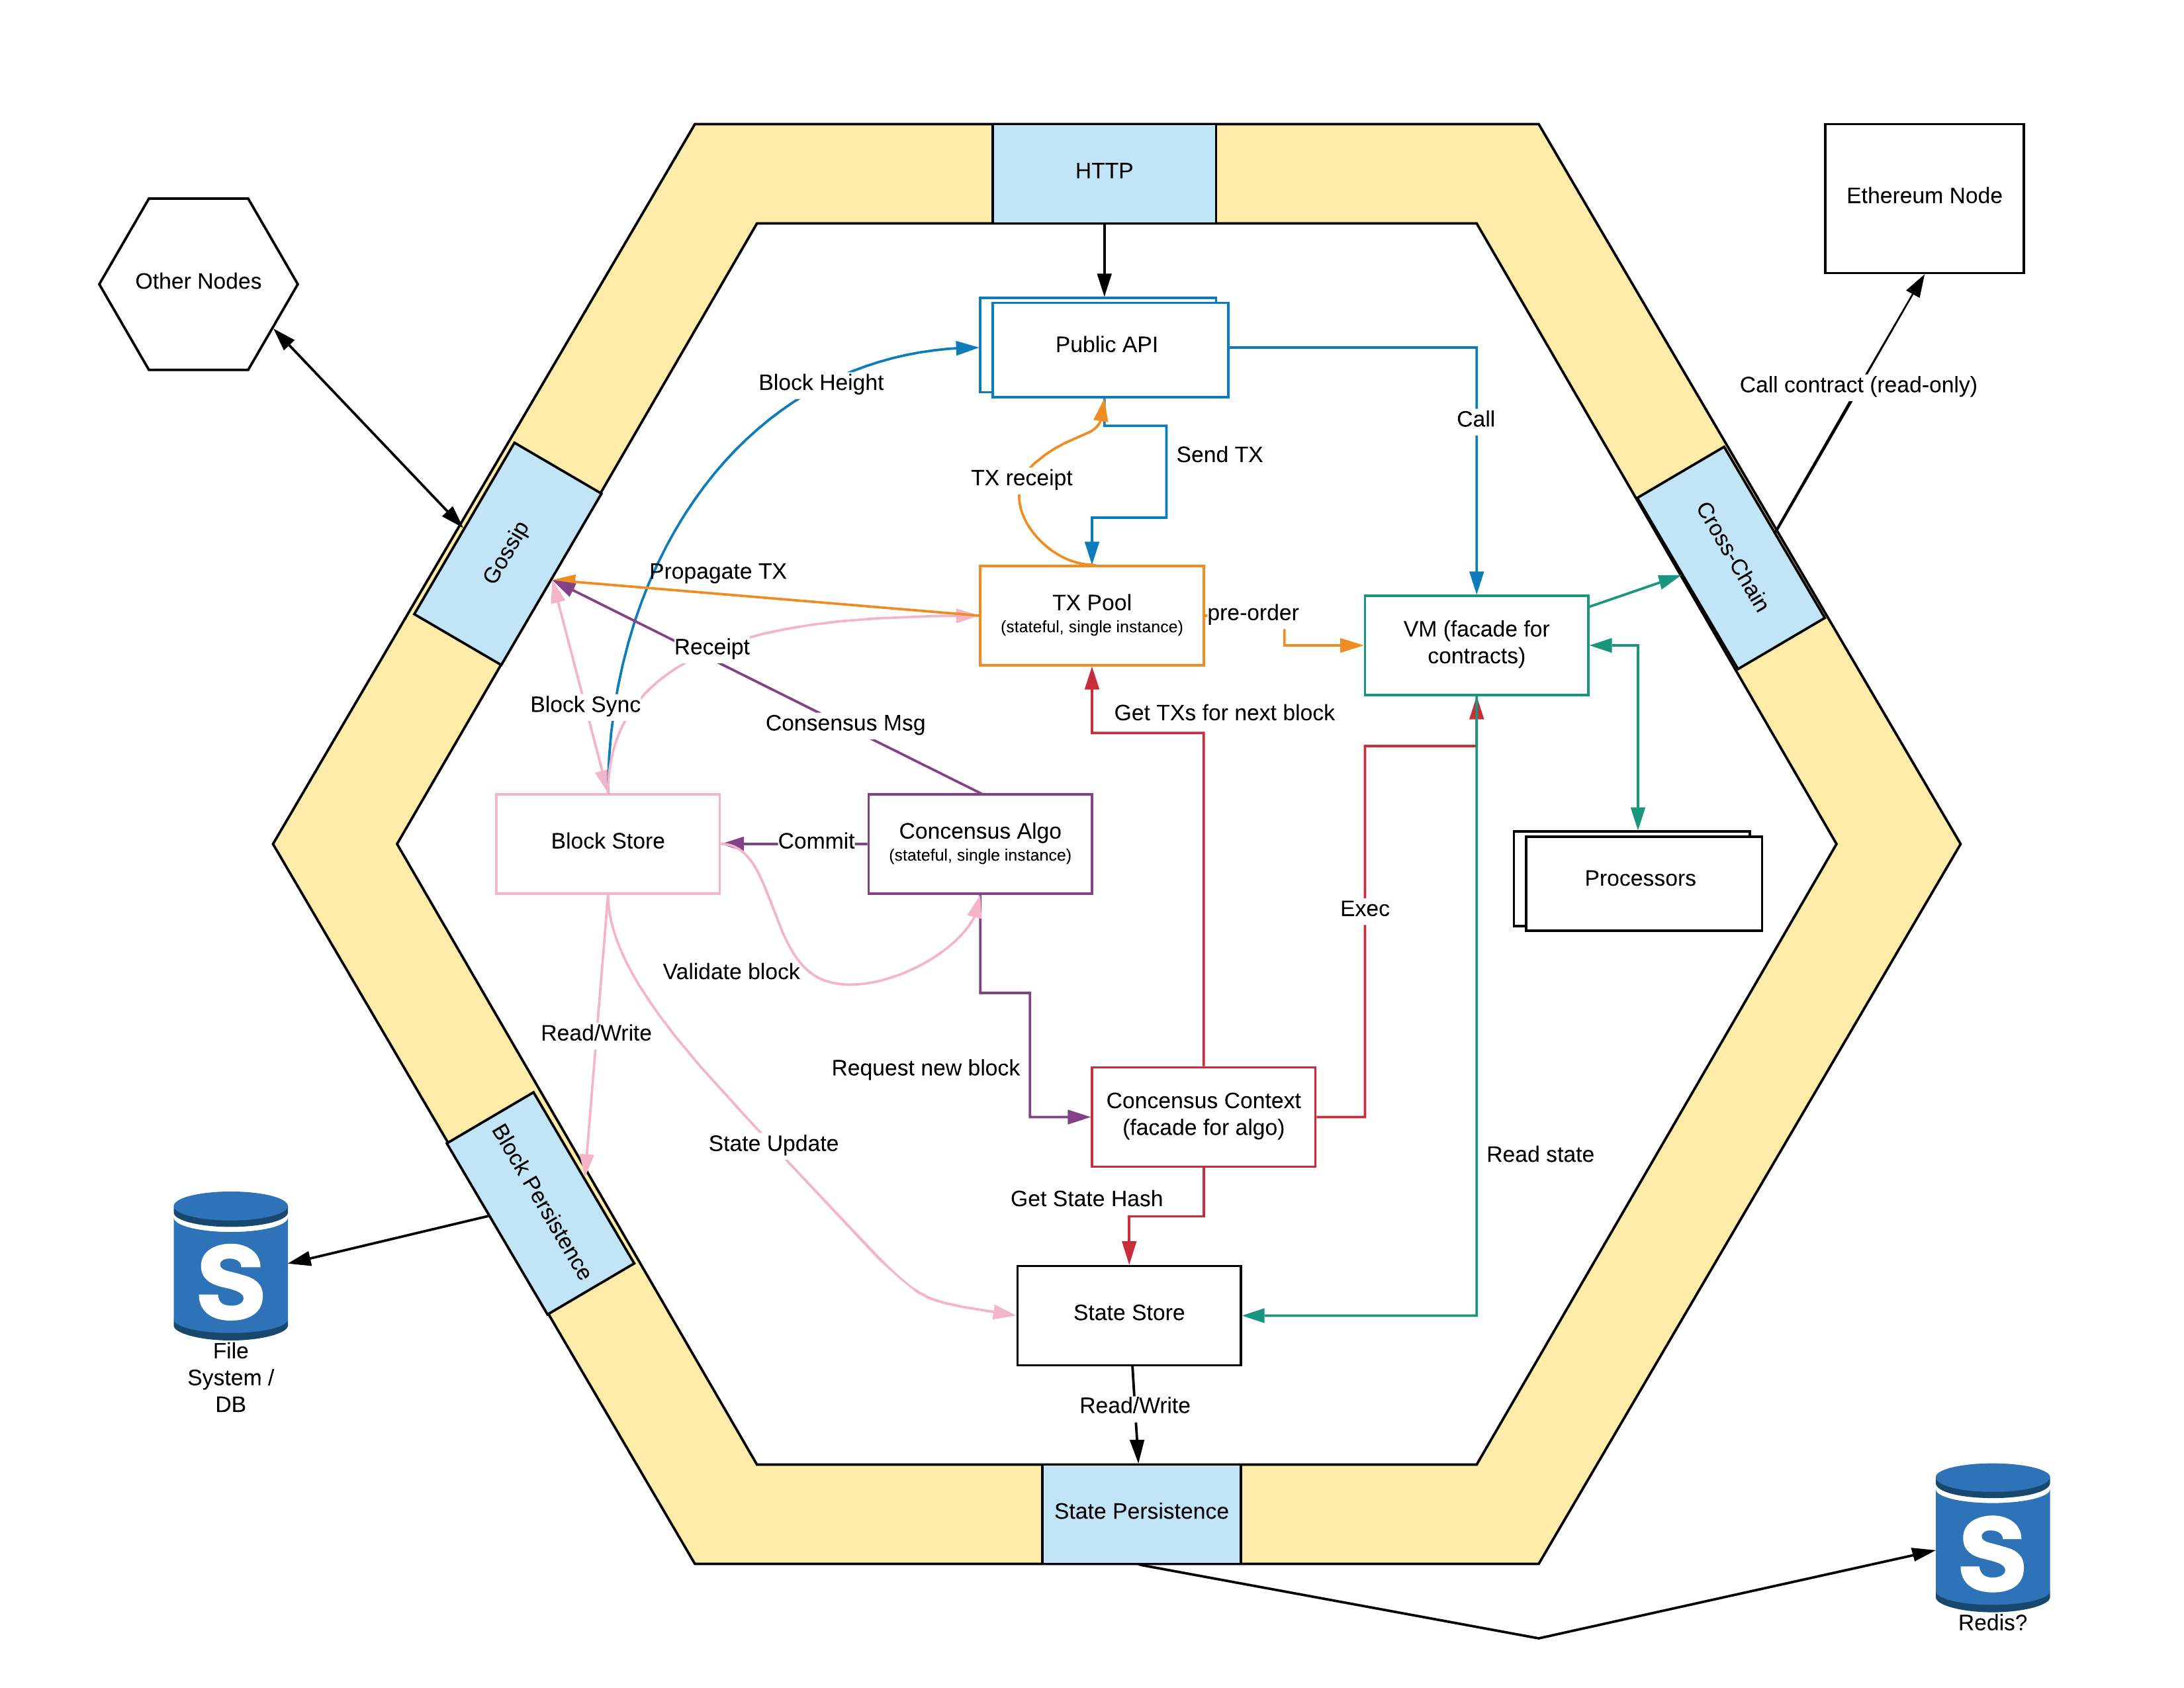 HTTP
Ethereum Node
Other Nodes
Public API
Block Height
Call contract (read-only)
Call
Send TX
TX receipt
Gossip
Cross-Chain
Propagate TX
TX Pool
(stateful, single instance)
pre-order
VM (facade for
contracts)
Receipt
Block Sync
Consensus Msg
Get TXs for next block
Block Store
Commit
Concensus Algo
(stateful, single instance)
Processors
Exec
Validate block
Read/Write
Request new block
Concensus Context
(facade for algo)
State Update
Read state
Block Persistence
Get State Hash
State Store
S
File
System /
DB
Read/Write
State Persistence
S
Redis?